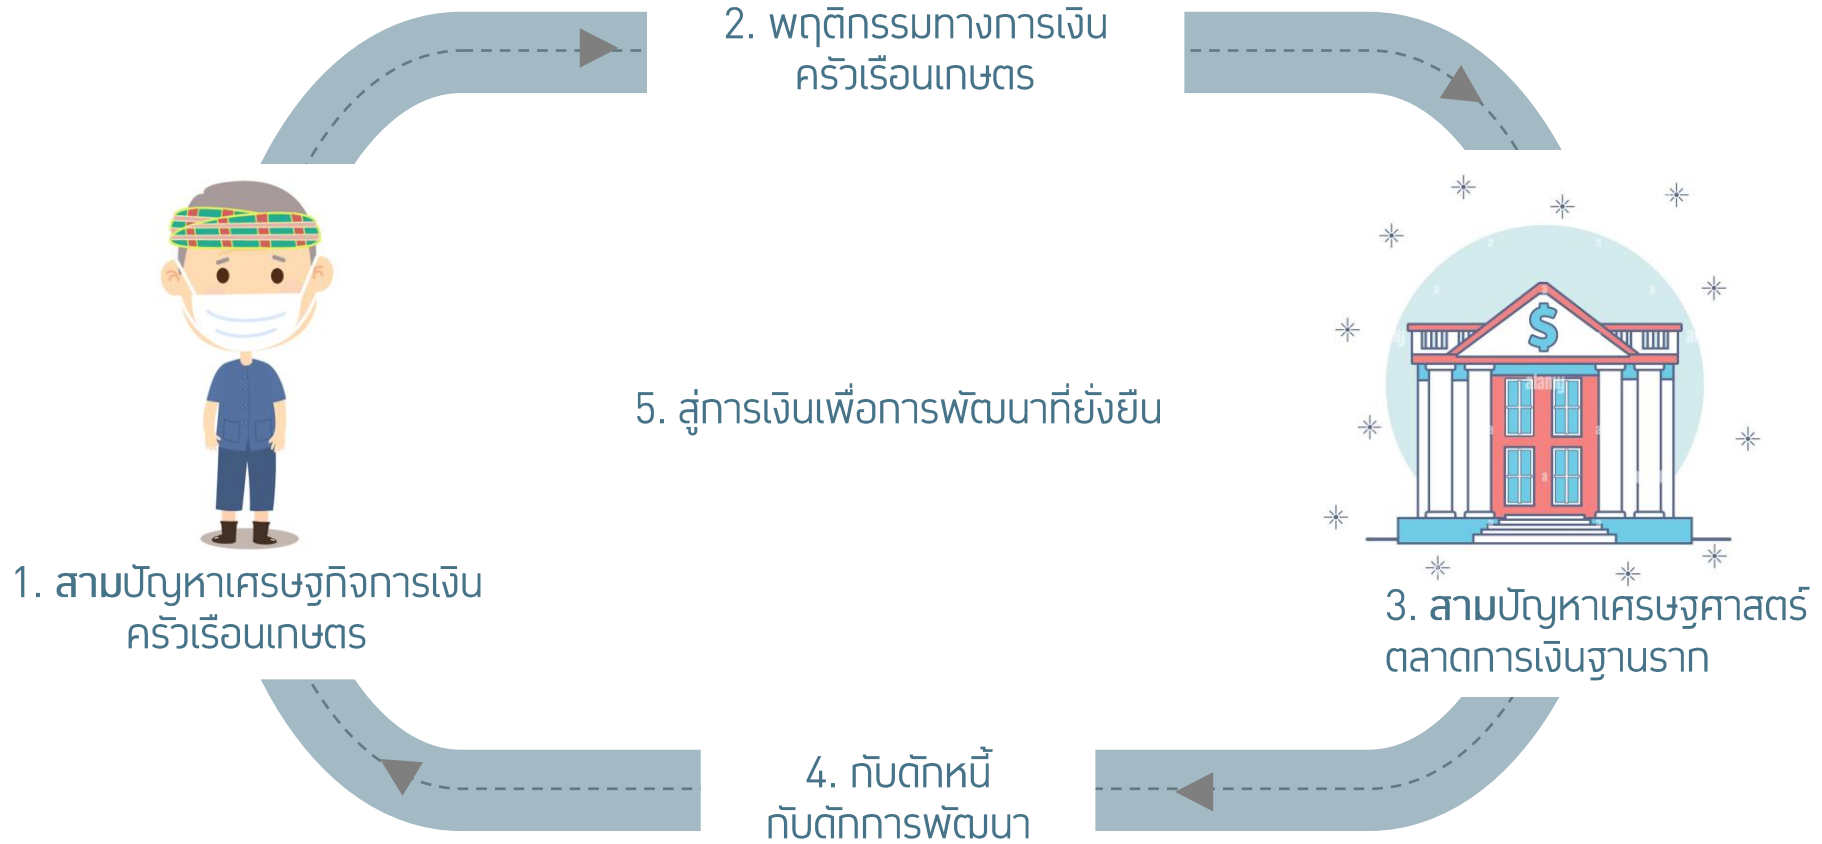 2. พฤติกรรมทางการเงิน
ครัวเรือนเกษตร
1. สามปัญหาเศรษฐกิจการเงิน
ครัวเรือนเกษตร
5. สู่การเงินเพื่อการพัฒนาที่ยั่งยืน
$
alamy
3. สามปัญหาเศรษฐศาสตร์
ตลาดการเงินฐานราก
4. กับดักหนี้
กับดักการพัฒนา